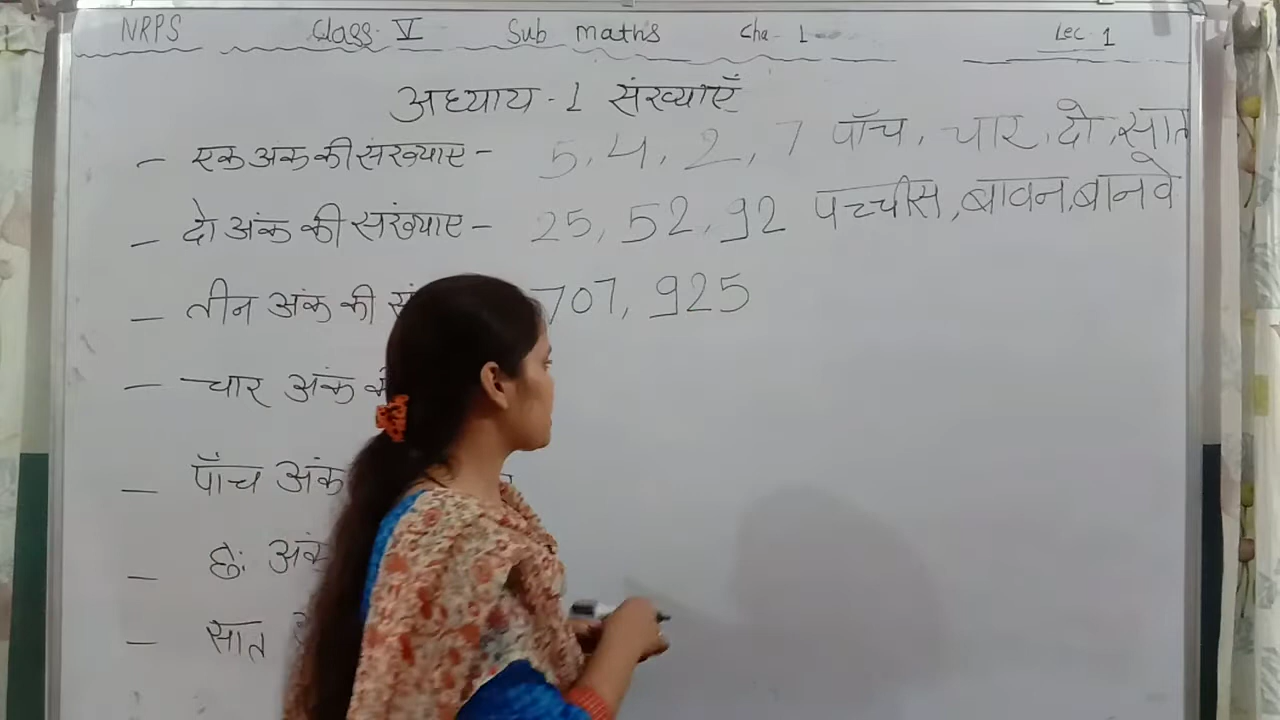 NRPS Class V Sub maths Cha- 1 Lec 1
अध्याय - 1 संख्याएँ
— एक अंक की संख्याए - 5, 4, 2, 7 पाँच, चार, दो, सात
— दो अंक की संख्याए - 25, 52, 92 पच्चीस, बावन, बानवे
— तीन अंक की सं 707, 925
— चार अंक
— पाँच अंक
— छः अंक
— सात